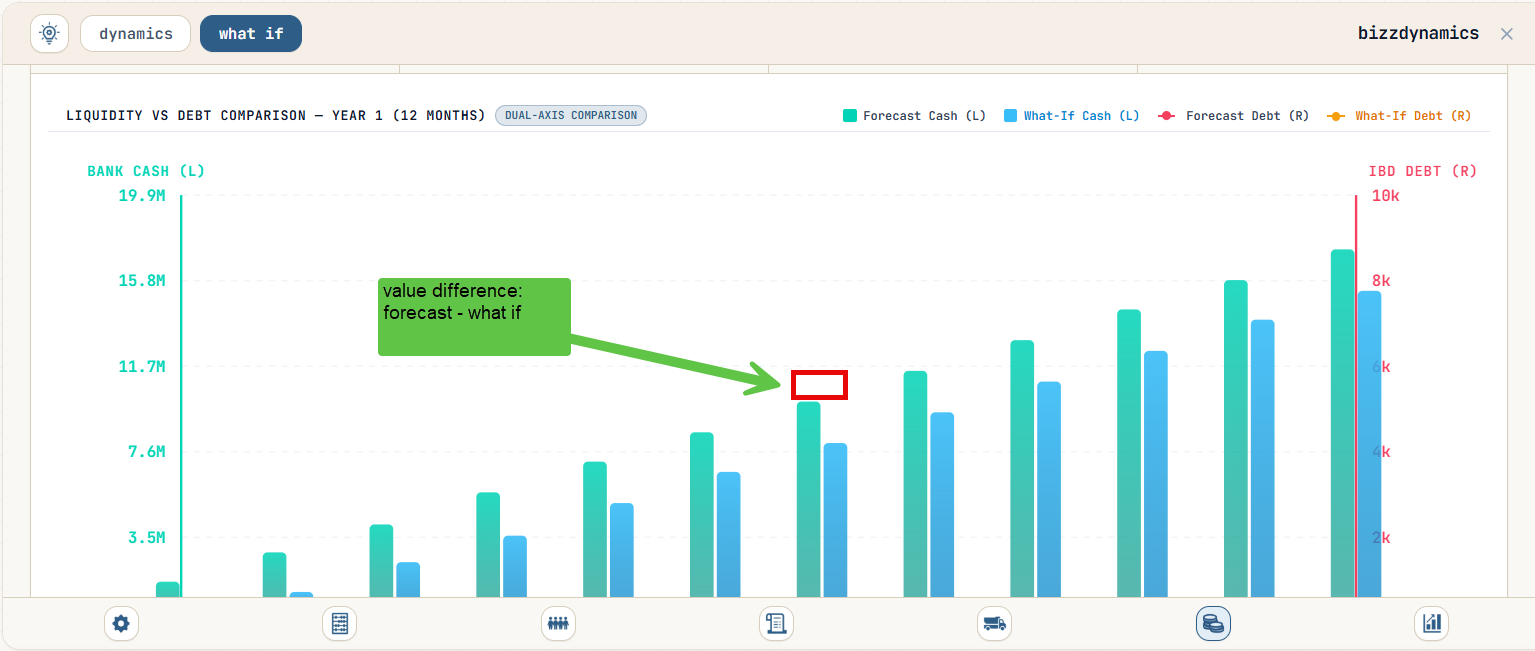 dynamics
what if
bizzdynamics
LIQUIDITY VS DEBT COMPARISON — YEAR 1 (12 MONTHS)
DUAL-AXIS COMPARISON
Forecast Cash (L)
What-If Cash (L)
Forecast Debt (R)
What-If Debt (R)
BANK CASH (L)
IBD DEBT (R)
19.9M
10k
value difference:
forecast - what if
15.8M
8k
11.7M
6k
7.6M
4k
3.5M
2k